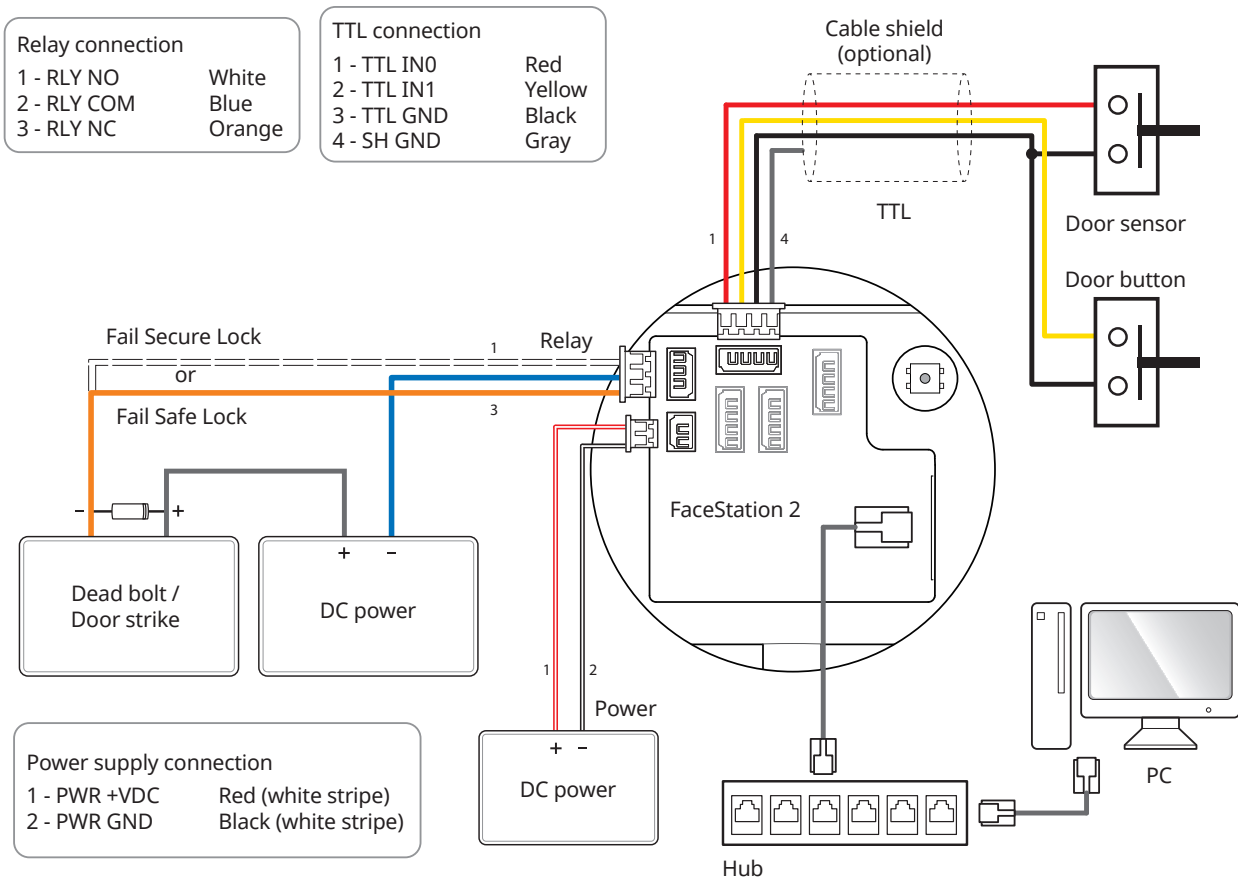 Relay connection
1 - RLY NO White
2 - RLY COM Blue
3 - RLY NC Orange
TTL connection
1 - TTL IN0 Red
2 - TTL IN1 Yellow
3 - TTL GND Black
4 - SH GND Gray
Cable shield
(optional)
TTL
1
4
Door sensor
Door button
Fail Secure Lock
1
Relay
or
Fail Safe Lock
3
FaceStation 2
- +
+ -
Dead bolt /
Door strike
DC power
1
2
Power
+ -
DC power
Power supply connection
1 - PWR +VDC Red (white stripe)
2 - PWR GND Black (white stripe)
PC
Hub